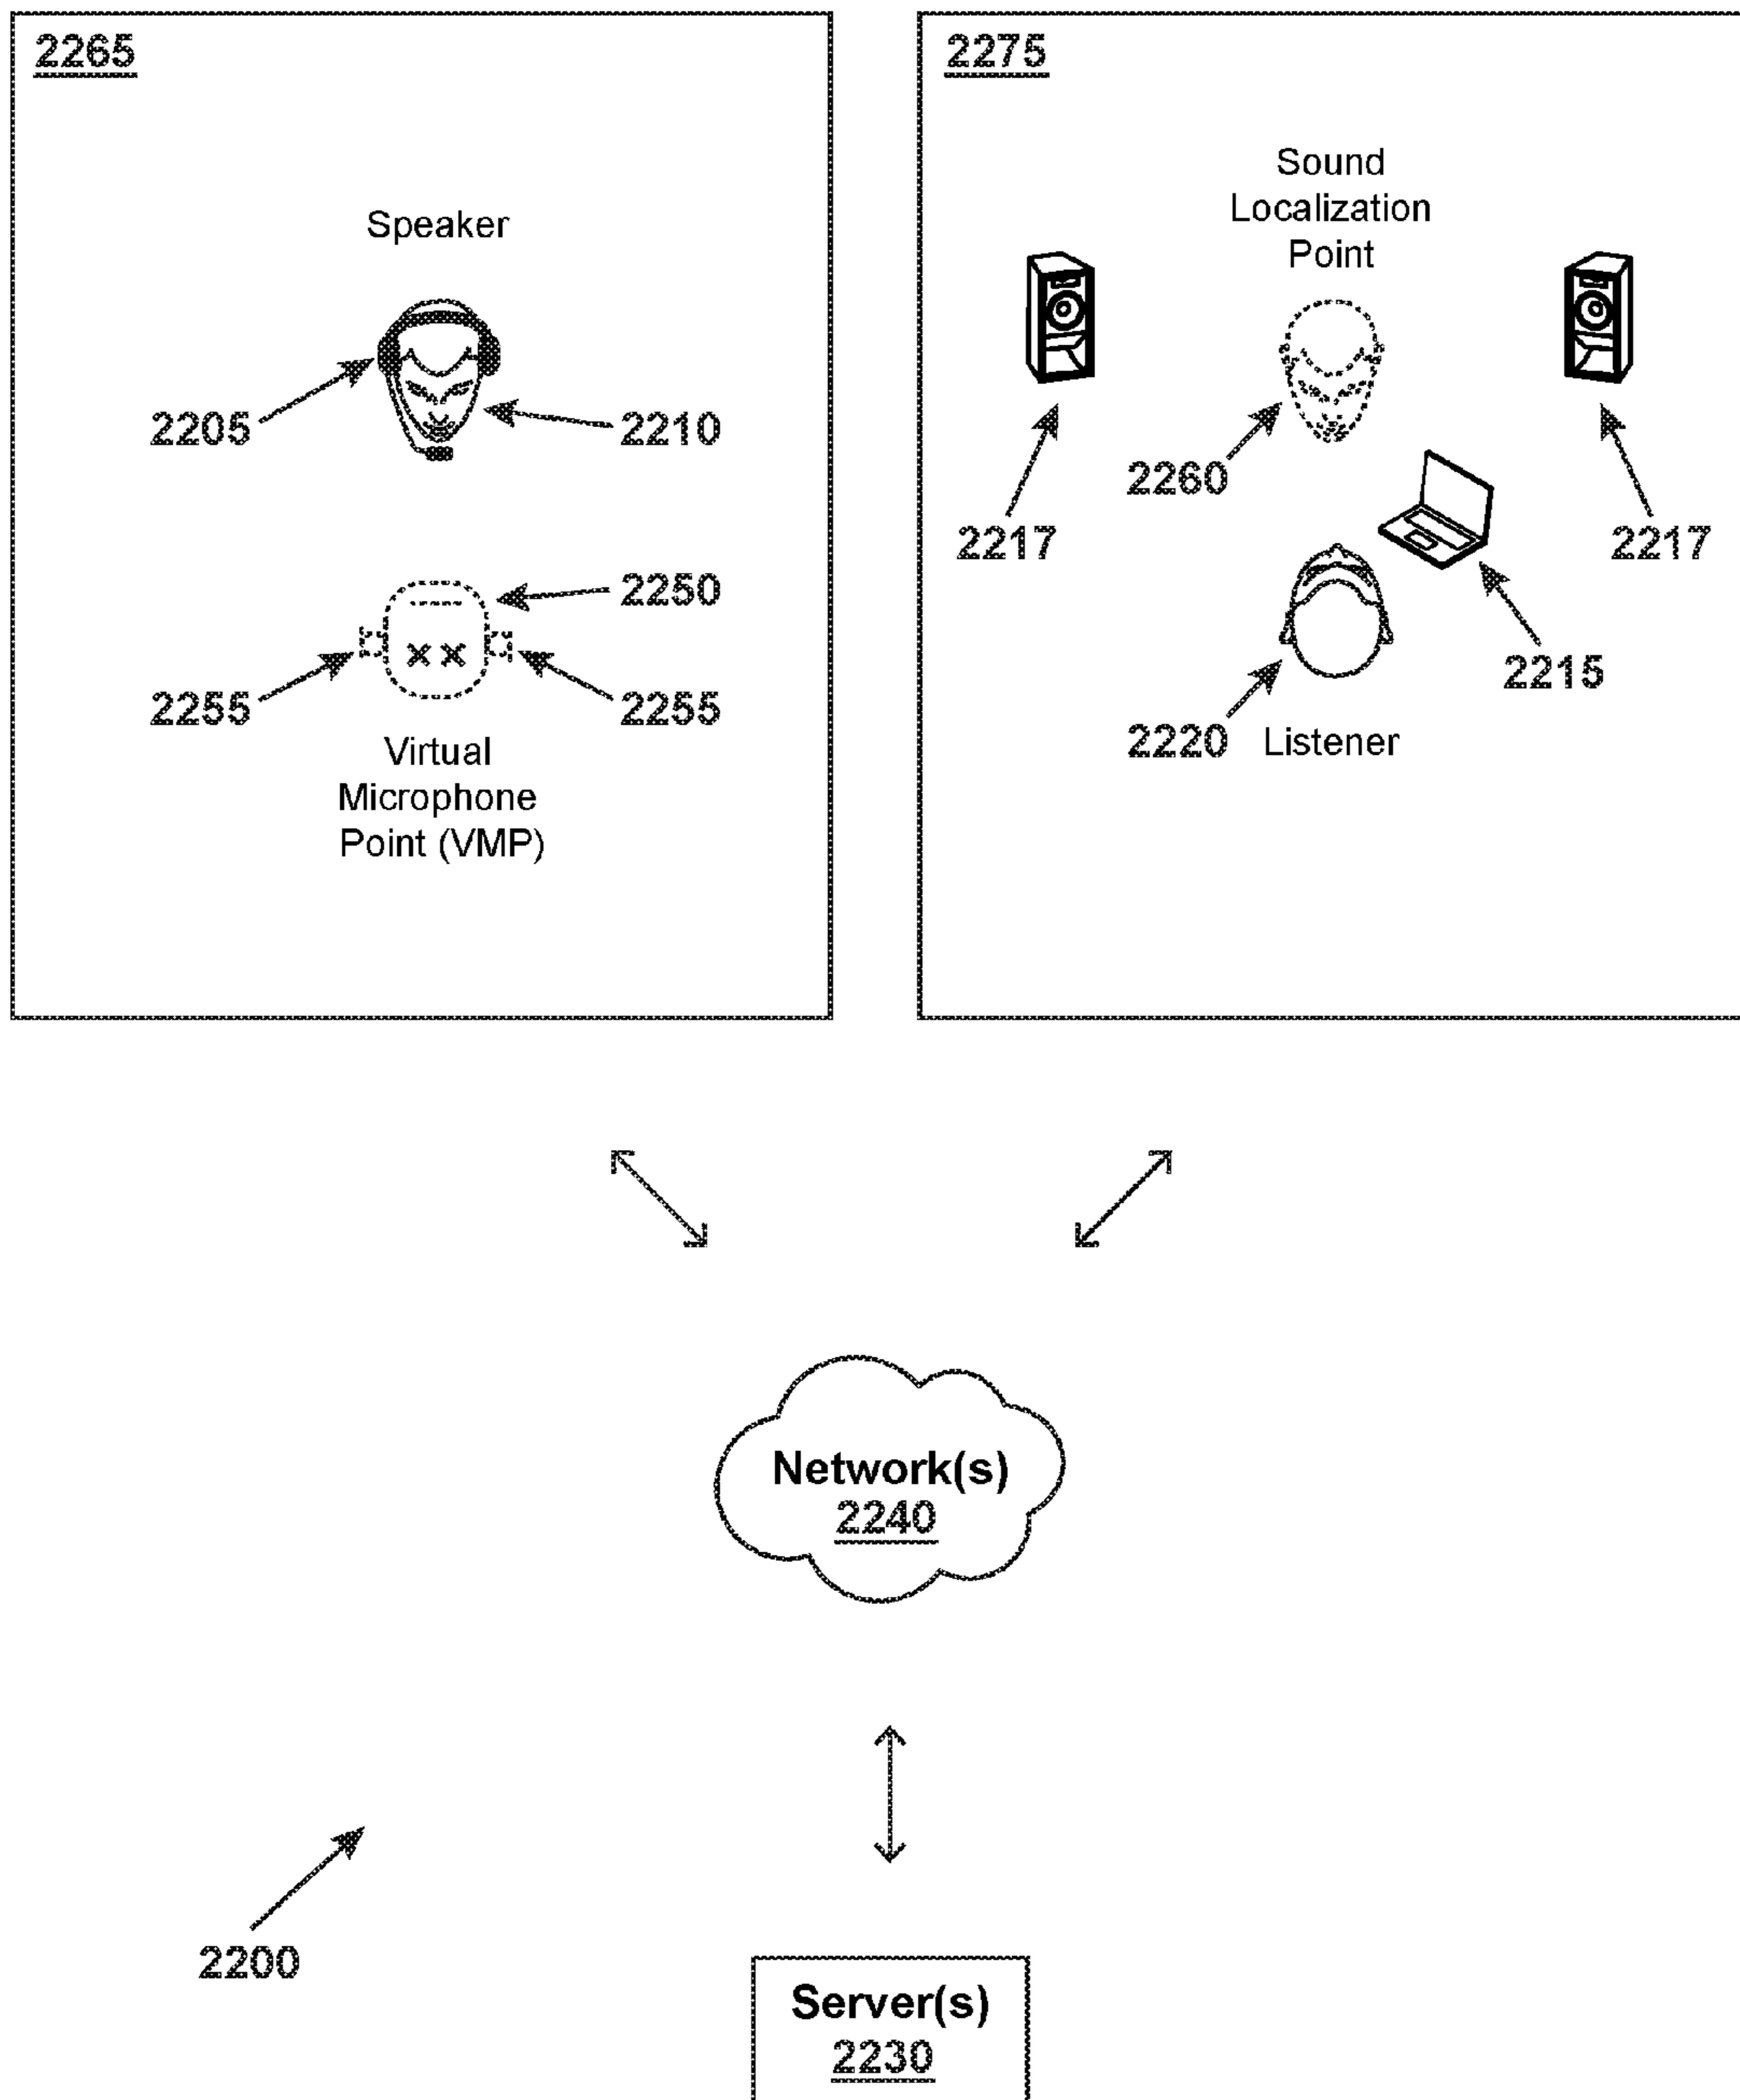 2265
Speaker
2205
2210
2250
2255
2255
Virtual
Microphone
Point (VMP)
2275
Sound
Localization
Point
2260
2217
2217
2215
2220 Listener
Network(s)
2240
2200
Server(s)
2230